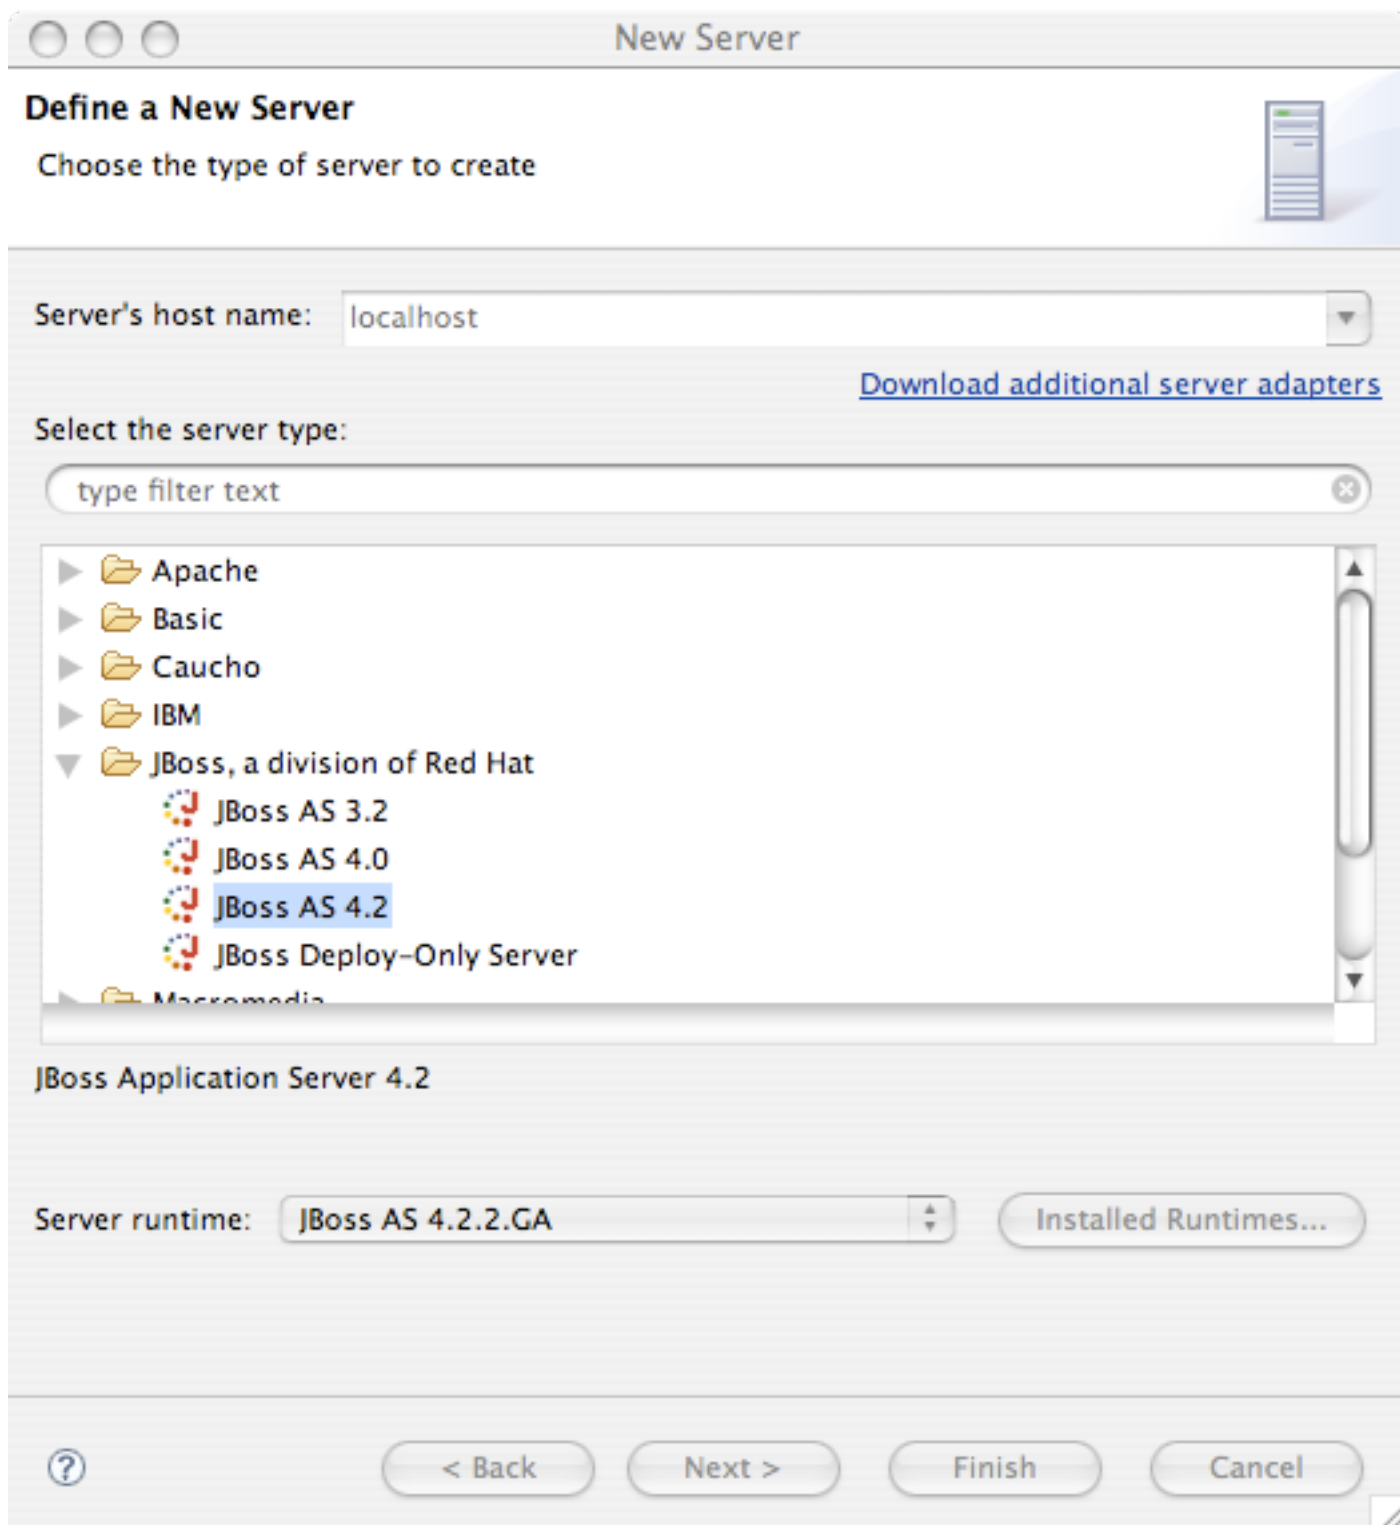 New Server
Define a New Server
Choose the type of server to create
Server's host name: localhost
Download additional server adapters
Select the server type:
type filter text
Apache
Basic
Caucho
IBM
JBoss, a division of Red Hat
JBoss AS 3.2
JBoss AS 4.0
JBoss AS 4.2
JBoss Deploy-Only Server
Macromedia
JBoss Application Server 4.2
Server runtime: JBoss AS 4.2.2.GA Installed Runtimes...
? < Back Next > Finish Cancel